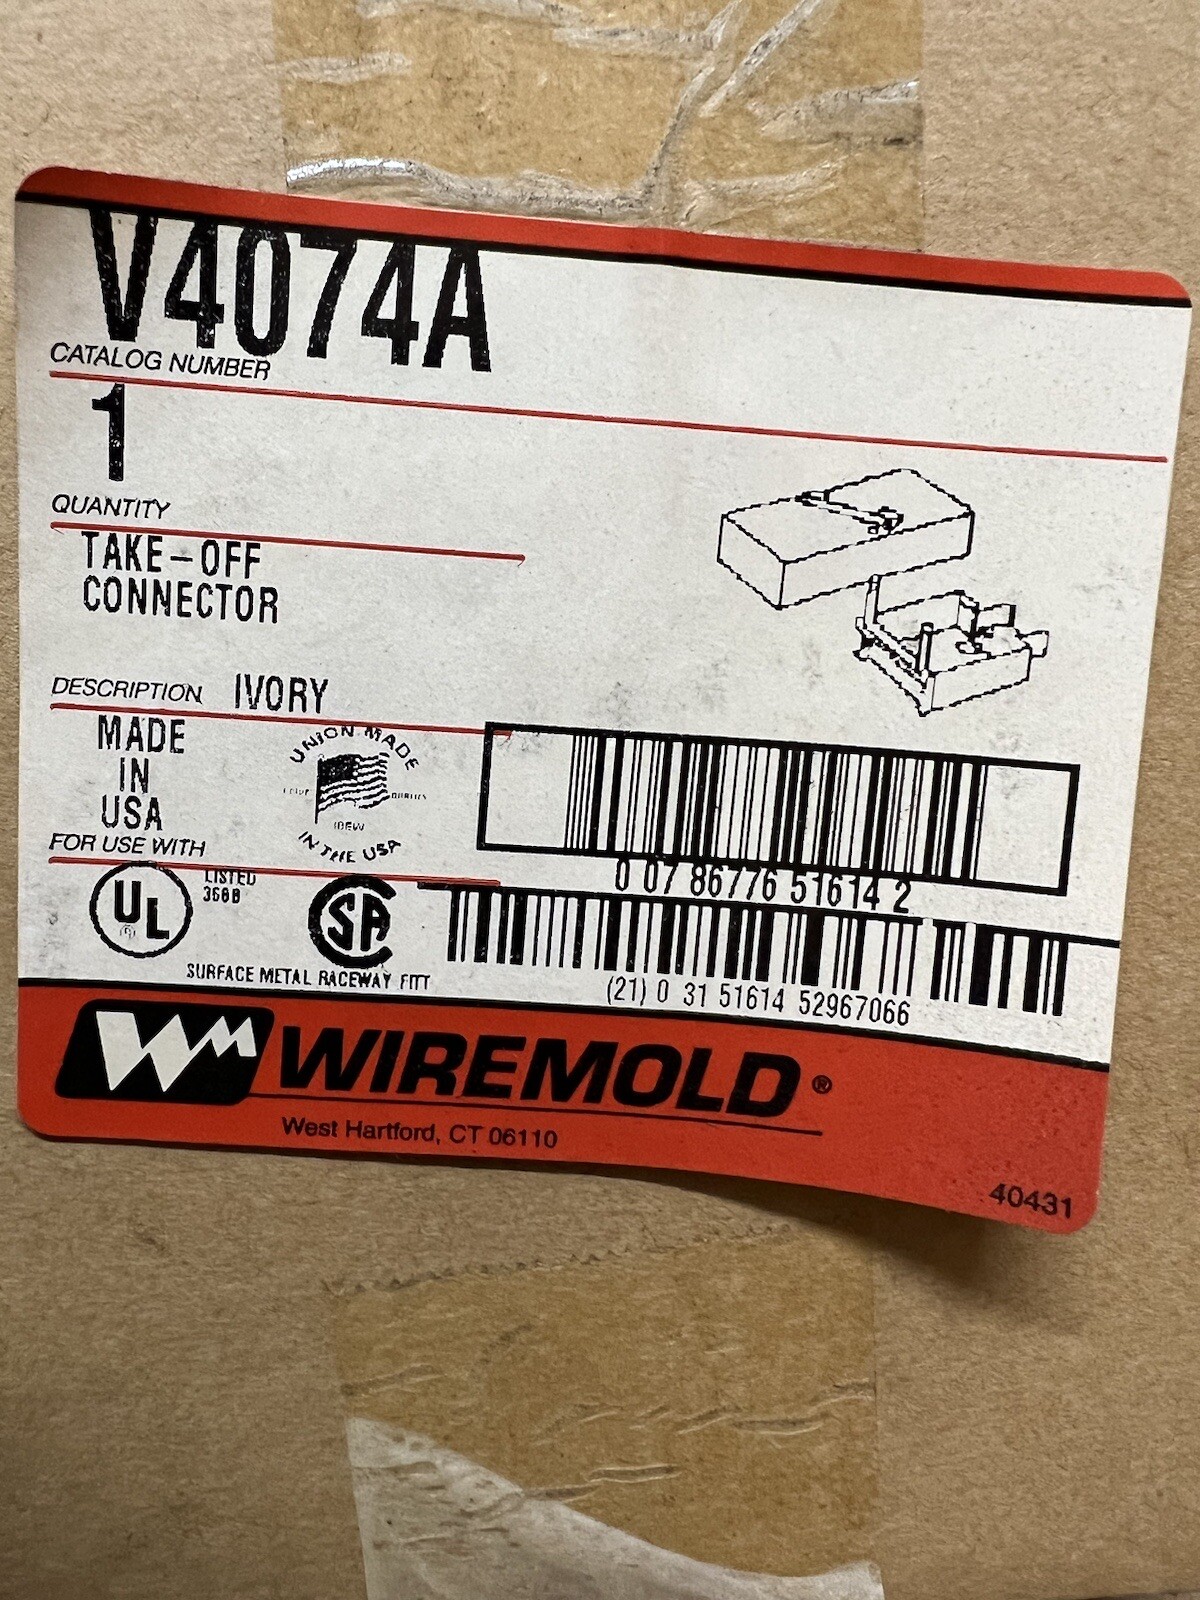 V4074A
CATALOG NUMBER
1
QUANTITY
TAKE-OFF
CONNECTOR
DESCRIPTION IVORY
MADE
IN
USA
FOR USE WITH
UNION MADE
IBEW
IN THE USA
0 07 86776 51614 2
UL
LISTED
SA
SURFACE METAL RACEWAY FITT
(21) 0 31 51614 52967066
WM WIREMOLD®
West Hartford, CT 06110
40431